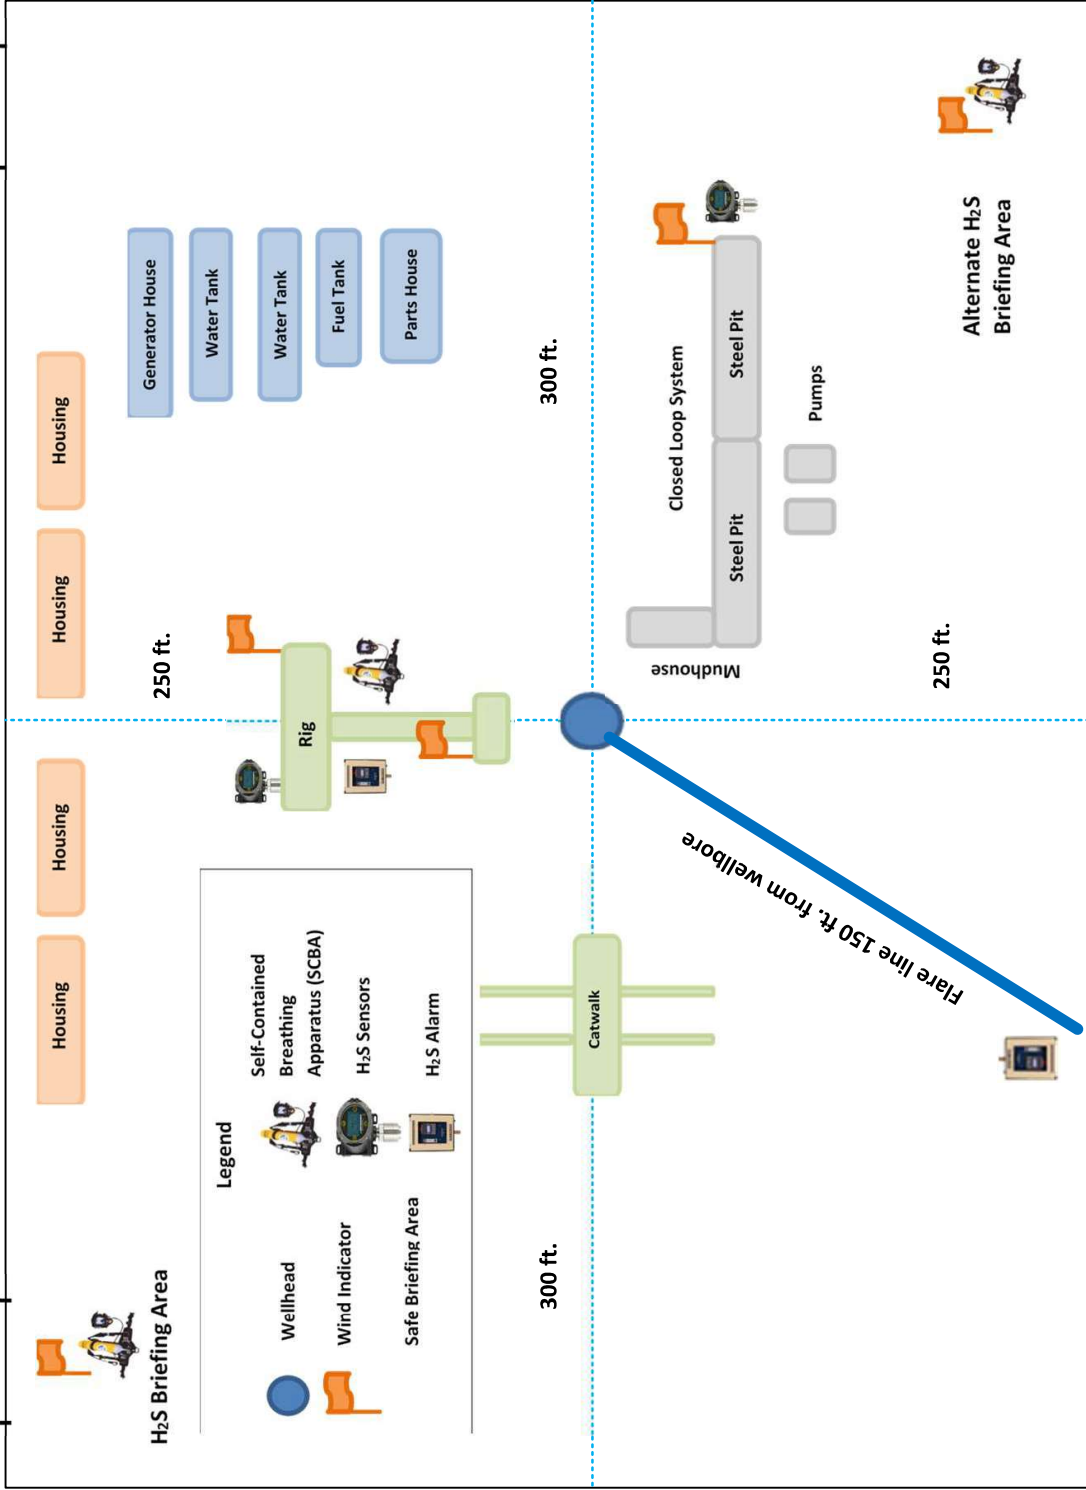 H2S Briefing Area
Housing
Housing
Housing
Housing
250 ft.
Generator House
Water Tank
Water Tank
Fuel Tank
Parts House
Rig
Legend
Wellhead
Wind Indicator
Safe Briefing Area
Self-Contained
Breathing
Apparatus (SCBA)
H2S Sensors
H2S Alarm
300 ft.
300 ft.
Catwalk
Mudhouse
Closed Loop System
Steel Pit
Steel Pit
Pumps
Flare line 150 ft. from wellbore
250 ft.
Alternate H2S
Briefing Area